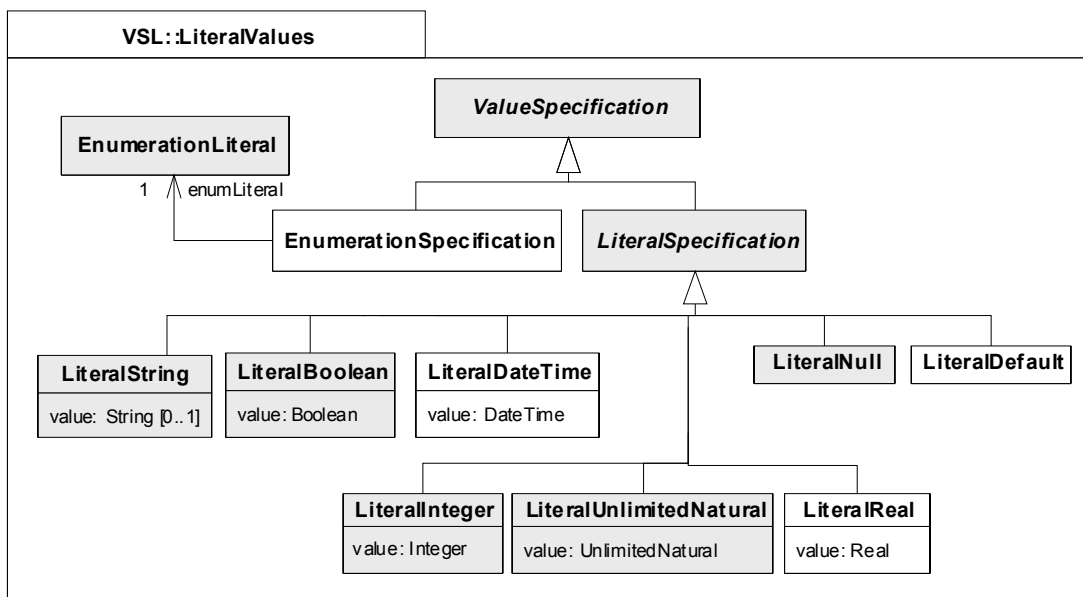 VSL::LiteralValues
ValueSpecification
EnumerationLiteral
1 enumLiteral
EnumerationSpecification
LiteralSpecification
LiteralString
value: String [0..1]
LiteralBoolean
value: Boolean
LiteralDateTime
value: DateTime
LiteralNull
LiteralDefault
LiteralInteger
value: Integer
LiteralUnlimitedNatural
value: UnlimitedNatural
LiteralReal
value: Real